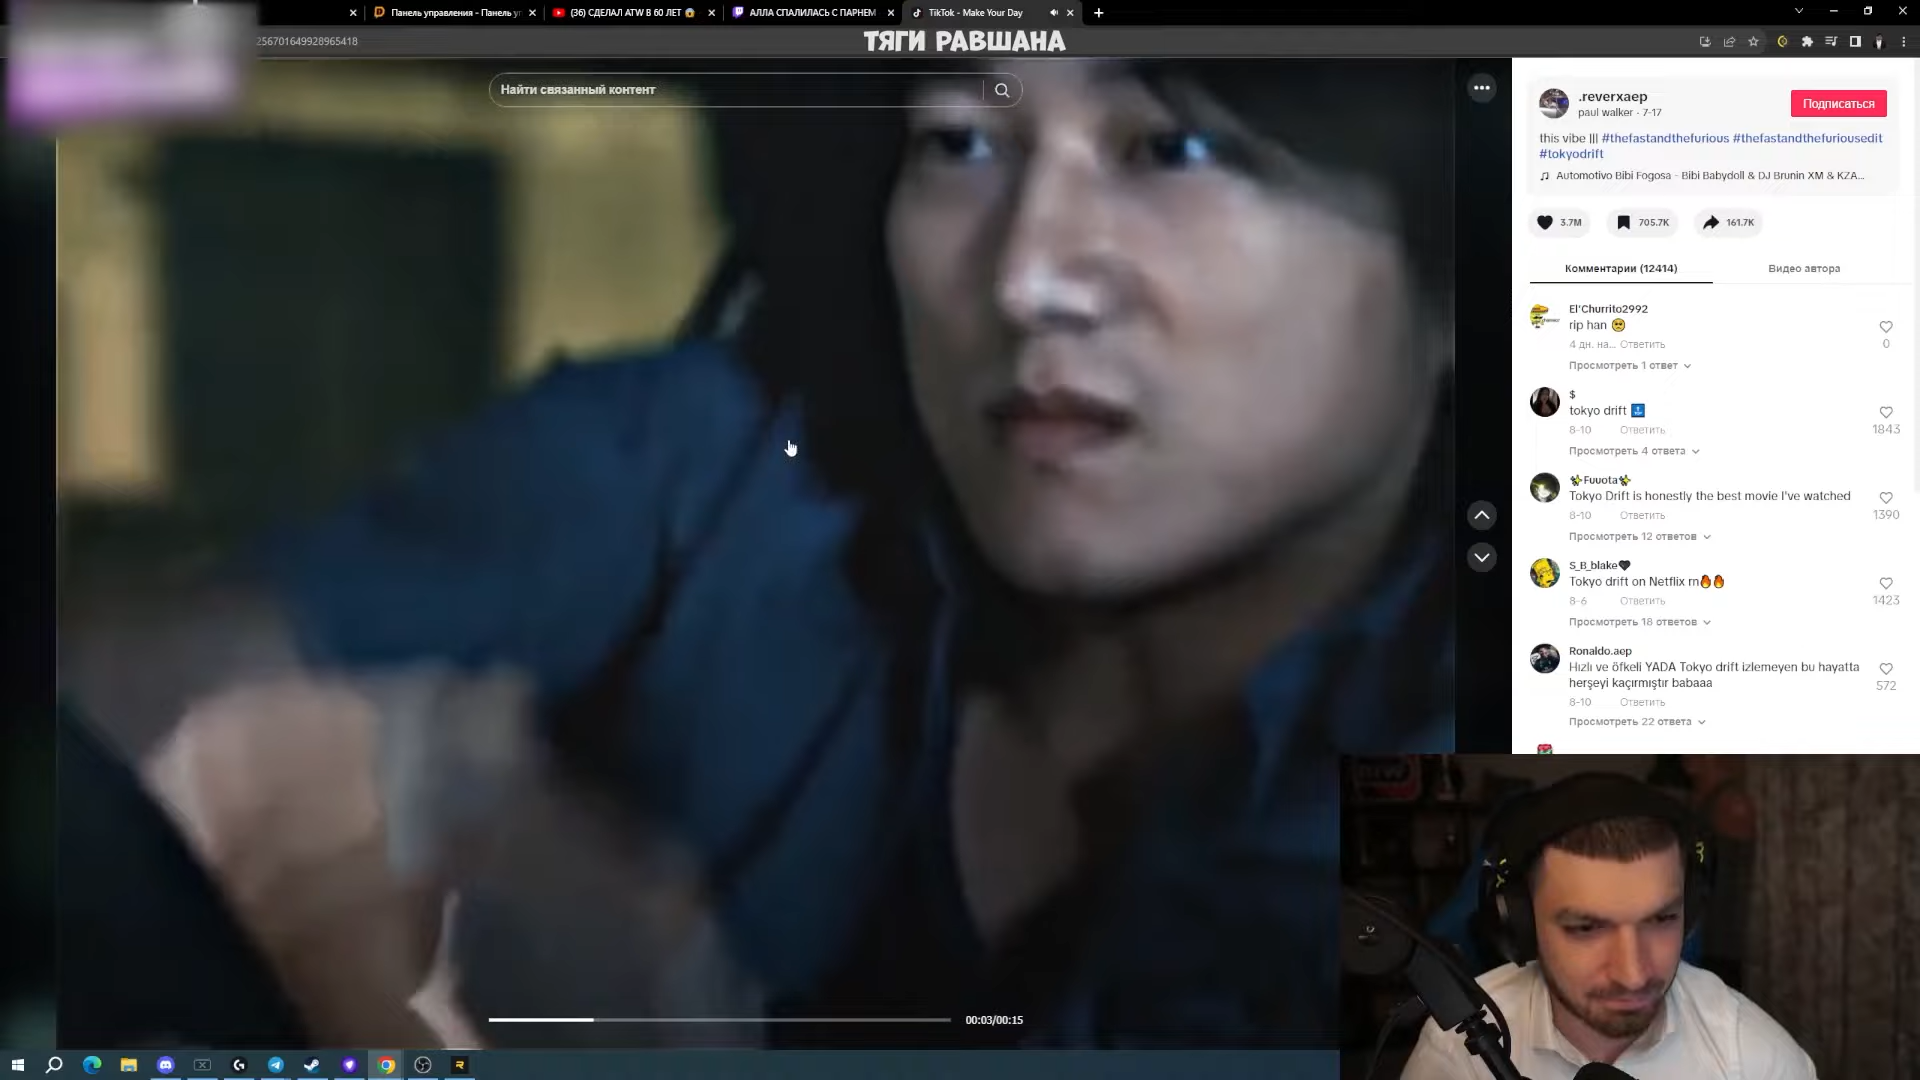 Панель управления - Панель у
(36) СДЕЛАЛ ATW В 60 ЛЕТ 😱
АЛЛА СПАЛИЛАСЬ С ПАРНЕМ
TikTok - Make Your Day
256701649928965418
ТЯГИ РАВШАНА
Найти связанный контент
.reverxaep
paul walker · 7-17
Подписаться
this vibe ||| #thefastandthefurious #thefastandthefuriousedit
#tokyodrift
Automotivo Bibi Fogosa - Bibi Babydoll & DJ Brunin XM & KZA...
3.7M
705.7K
161.7K
Комментарии (12414)
Видео автора
El'Churrito2992
rip han 🥺
4 дн. на... Ответить
0
Просмотреть 1 ответ
$
tokyo drift 🔝
8-10 Ответить
1843
Просмотреть 4 ответа
✨Fuuota✨
Tokyo Drift is honestly the best movie I've watched
8-10 Ответить
1390
Просмотреть 12 ответов
S_B_blake🖤
Tokyo drift on Netflix rn🔥🔥
8-6 Ответить
1423
Просмотреть 18 ответов
Ronaldo.aep
Hızlı ve öfkeli YADA Tokyo drift izlemeyen bu hayatta
herşeyi kaçırmıştır babaaa
572
8-10 Ответить
Просмотреть 22 ответа
00:03/00:15